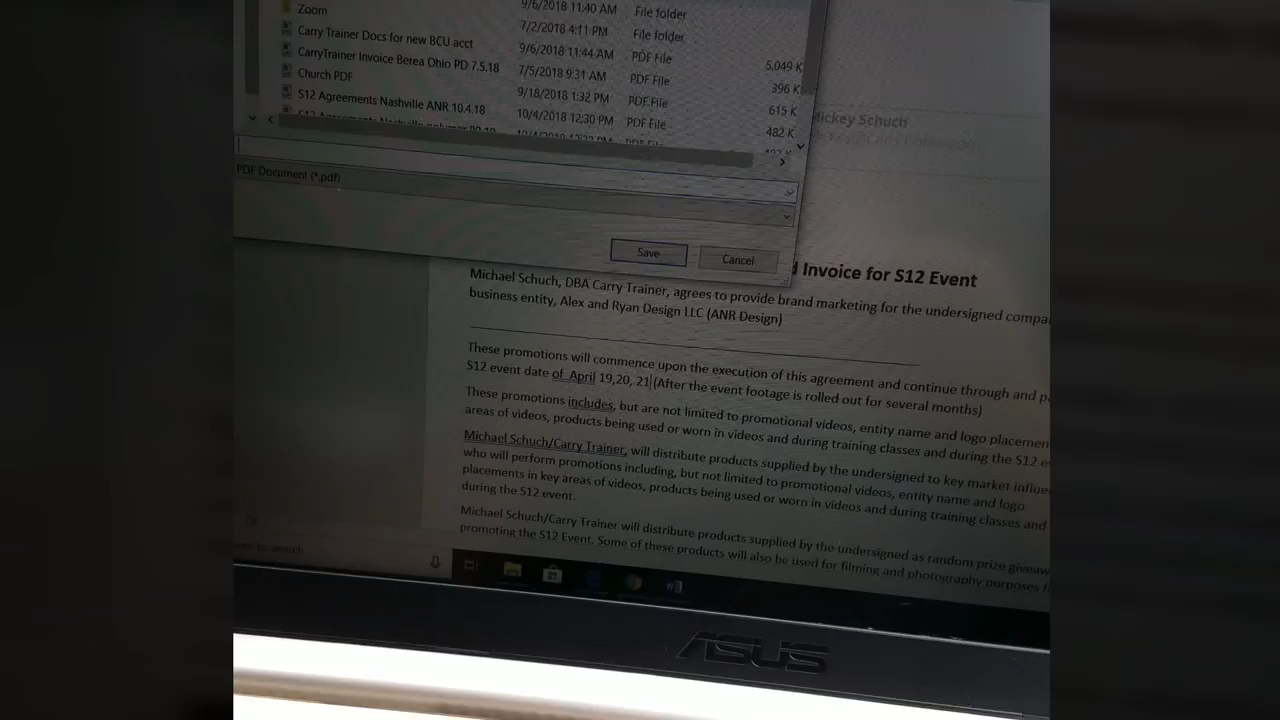 Zoom 9/6/2018 11:40 AM File folder
7/2/2018 4:11 PM File folder
Carry Trainer Docs for new BCU acct 9/6/2018 11:44 AM PDF File 5,049 K
CarryTrainer Invoice Berea Ohio PD 7.5.18 7/5/2018 9:31 AM PDF File 396 K
Church PDF 9/18/2018 1:32 PM PDF File 615 K
S12 Agreements Nashville ANR 10.4.18 10/4/2018 12:30 PM PDF File 482 K
S12 Agreements Nashville
PDF Document (*.pdf)
Save Cancel
Mickey Schuch
Invoice for S12 Event
Michael Schuch, DBA Carry Trainer, agrees to provide brand marketing for the undersigned compa
business entity, Alex and Ryan Design LLC (ANR Design)
These promotions will commence upon the execution of this agreement and continue through and p
S12 event date of April 19,20, 21 (After the event footage is rolled out for several months)
These promotions includes, but are not limited to promotional videos, entity name and logo placemen
areas of videos, products being used or worn in videos and during training classes and during the S12 e
Michael Schuch/Carry Trainer, will distribute products supplied by the undersigned to key market influe
who will perform promotions including, but not limited to promotional videos, entity name and logo
placements in key areas of videos, products being used or worn in videos and during training classes and
during the S12 event.
Michael Schuch/Carry Trainer will distribute products supplied by the undersigned as random prize giveaw
promoting the S12 Event. Some of these products will also be used for filming and photography purposes f
ASUS